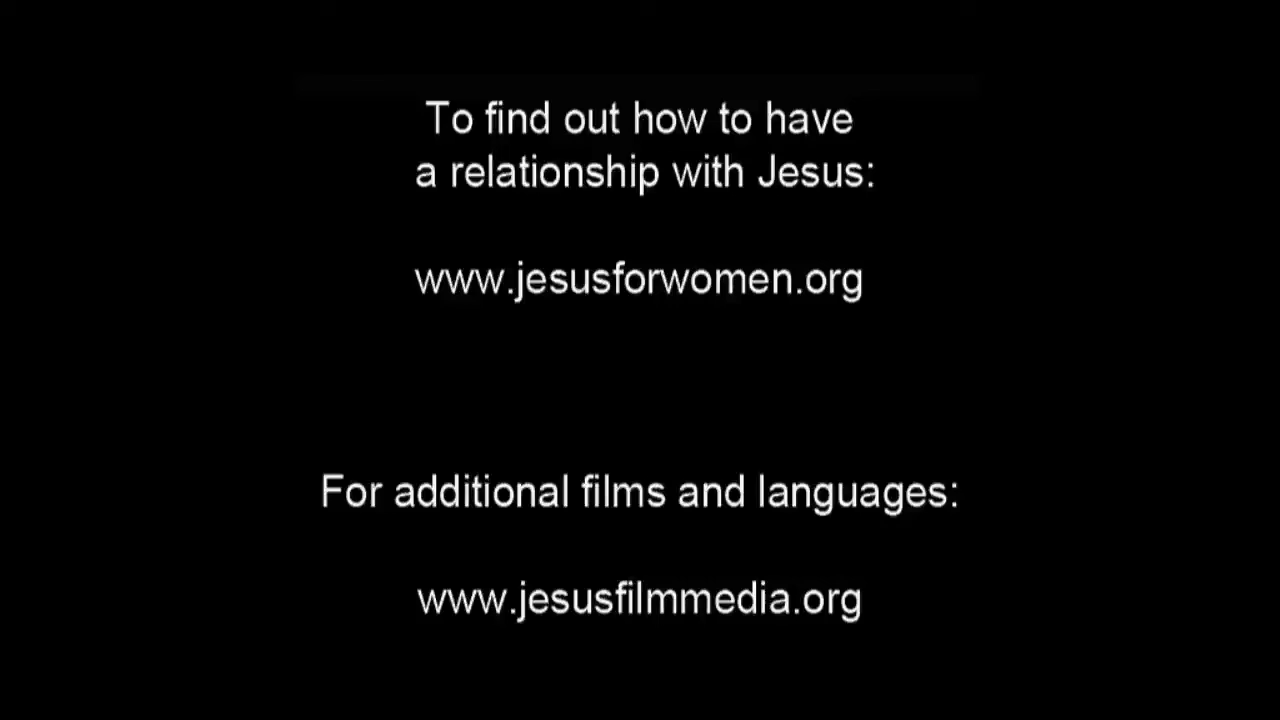 To find out how to have
a relationship with Jesus:
www.jesusforwomen.org
For additional films and languages:
www.jesusfilmmedia.org